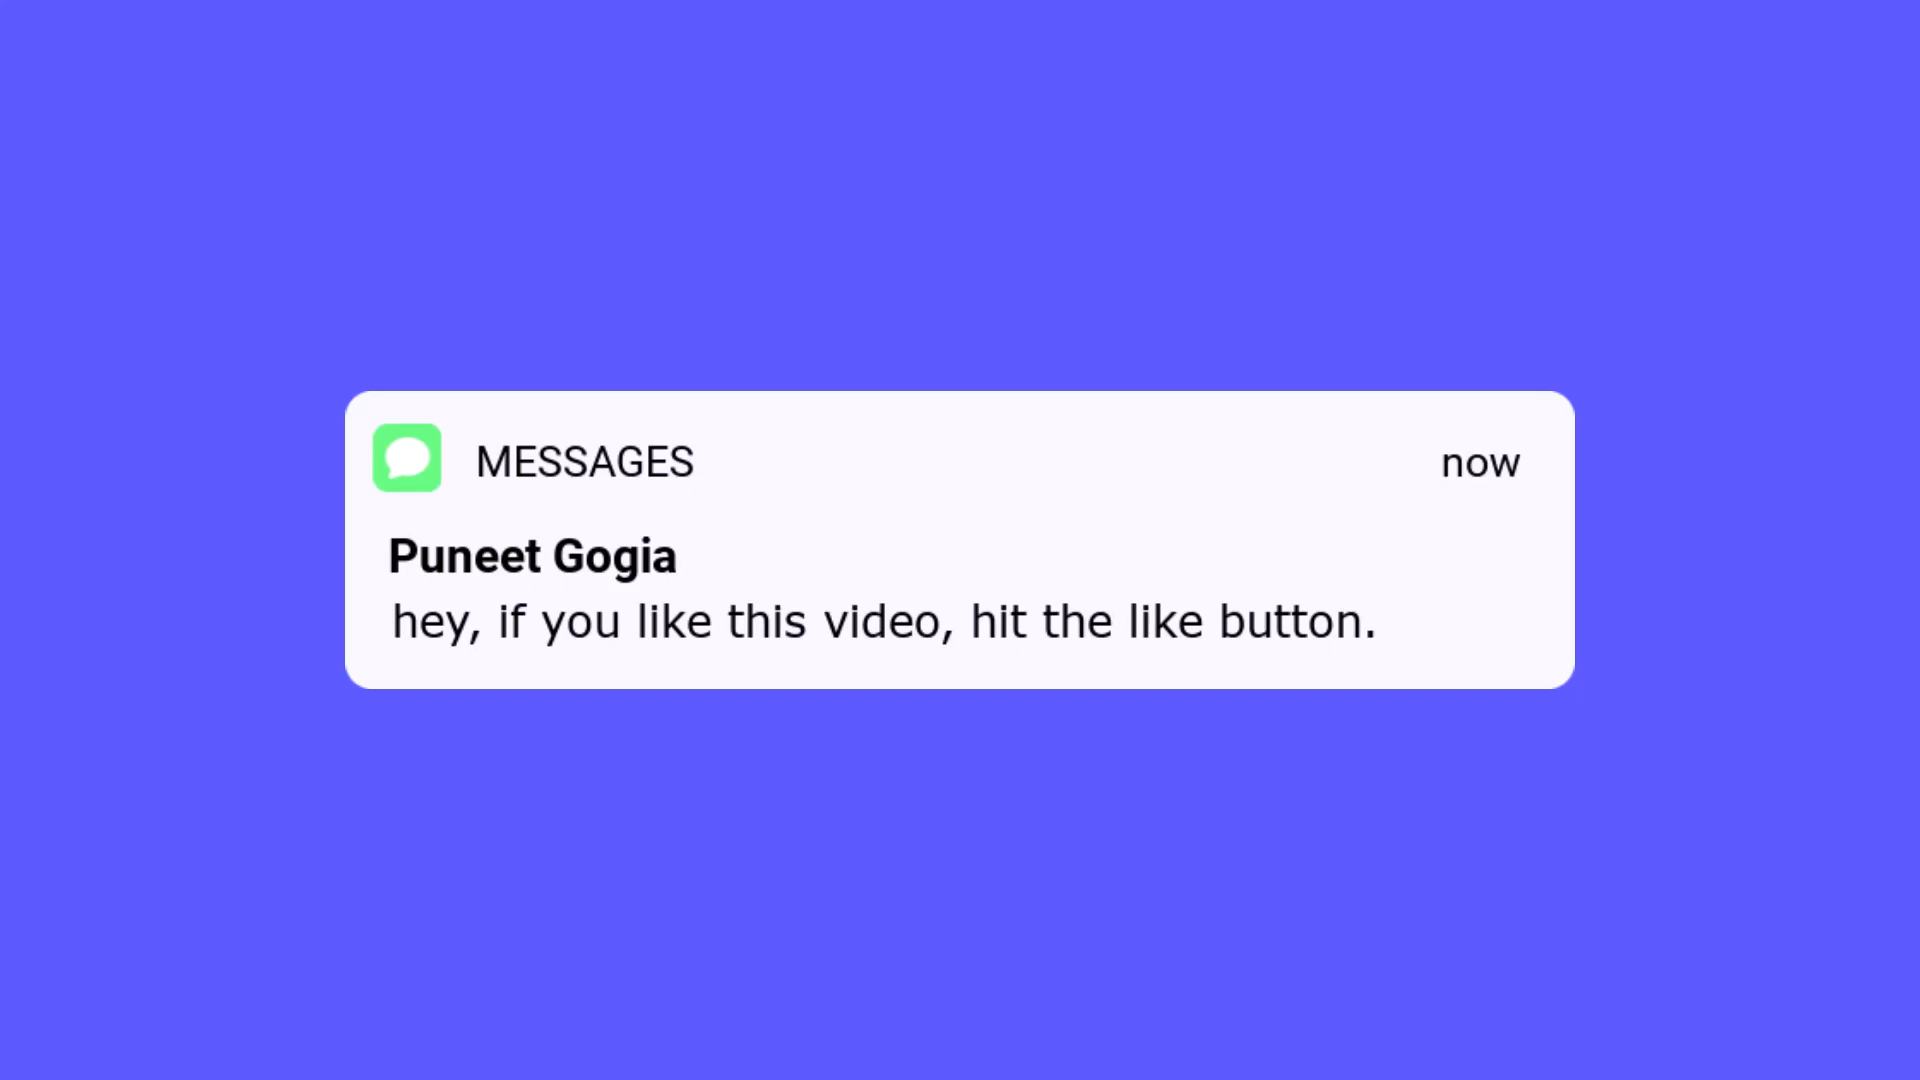 MESSAGES now
Puneet Gogia
hey, if you like this video, hit the like button.